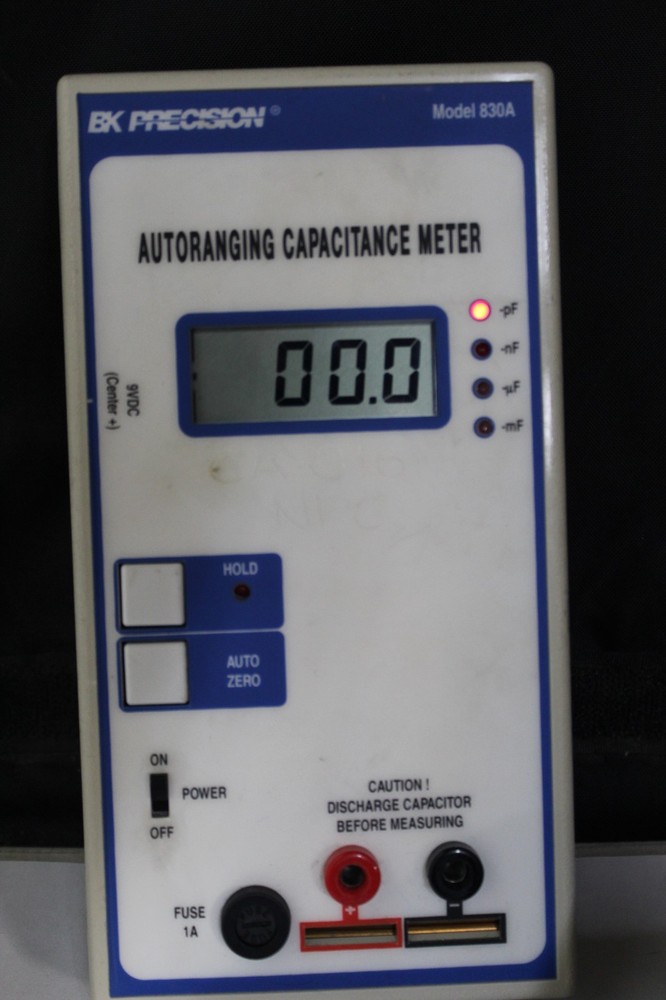 BK PRECISION®
Model 830A
AUTORANGING CAPACITANCE METER
00.0
-pF
-nF
-µF
-mF
9VDC
(Center +)
HOLD
AUTO
ZERO
ON
POWER
OFF
CAUTION !
DISCHARGE CAPACITOR
BEFORE MEASURING
FUSE
1A
+
-